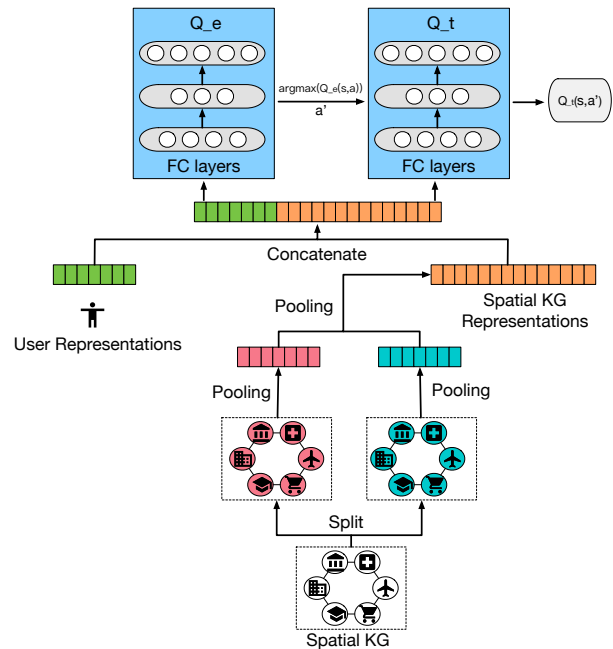 Q_e
Q_t
argmax(Q_e(s,a))
a'
Q_t(s,a')
FC layers
FC layers
Concatenate
Pooling
Spatial KG
Representations
User Representations
Pooling
Pooling
Split
Spatial KG